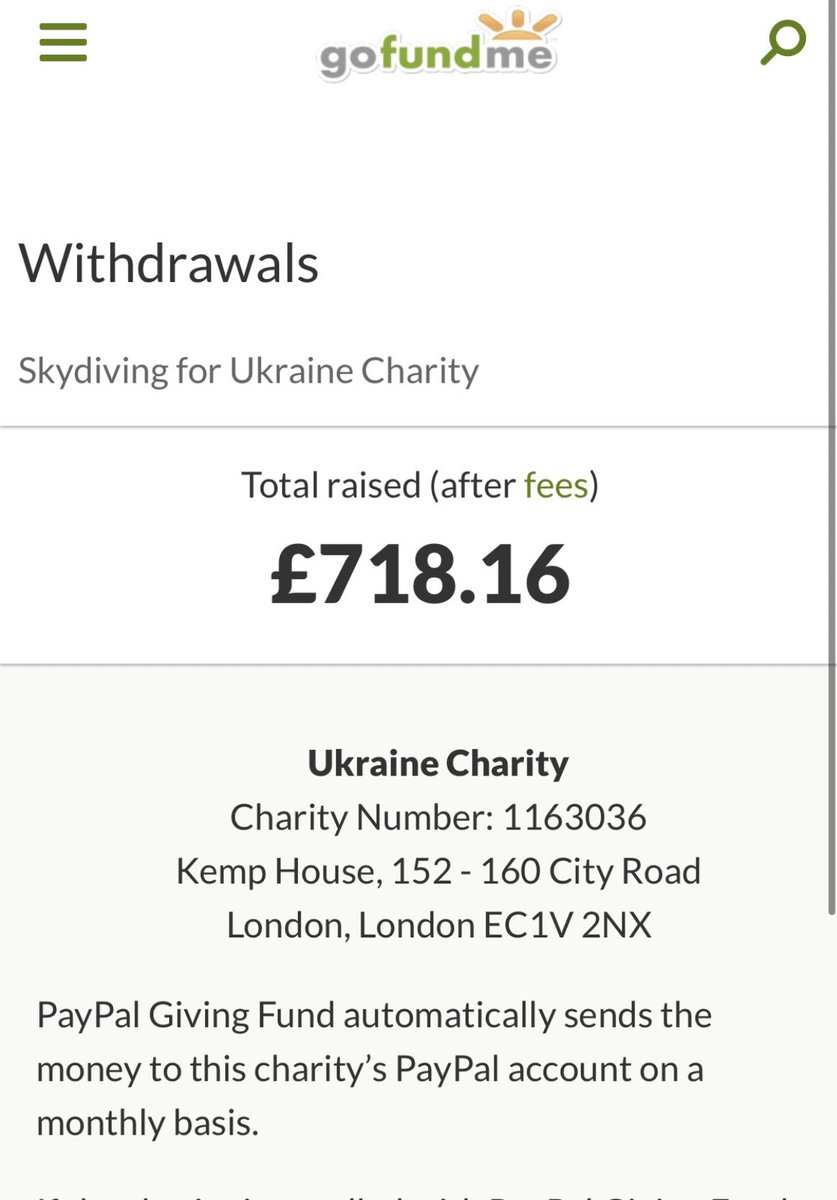 gofundme
Withdrawals
Skydiving for Ukraine Charity
Total raised (after fees)
£718.16
Ukraine Charity
Charity Number: 1163036
Kemp House, 152 - 160 City Road
London, London EC1V 2NX
PayPal Giving Fund automatically sends the
money to this charity’s PayPal account on a
monthly basis.